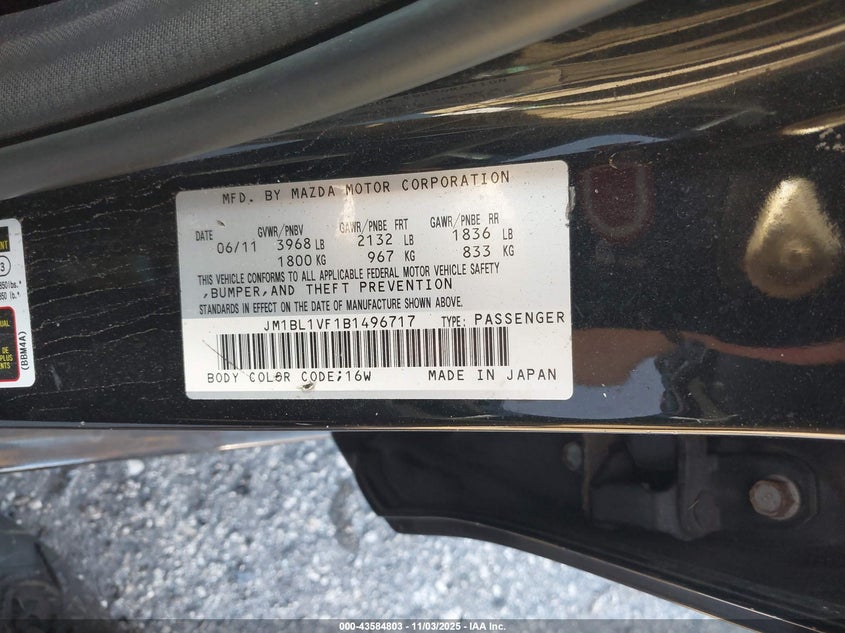 MFD. BY MAZDA MOTOR CORPORATION
DATE GVWR/PNBV GAWR/PNBE FRT GAWR/PNBE RR
06/11 3968 LB 2132 LB 1836 LB
1800 KG 967 KG 833 KG
THIS VEHICLE CONFORMS TO ALL APPLICABLE FEDERAL MOTOR VEHICLE SAFETY
,BUMPER,AND THEFT PREVENTION
STANDARDS IN EFFECT ON THE DATE OF MANUFACTURE SHOWN ABOVE.
JM1BL1VF1B1496717 TYPE: PASSENGER
BODY COLOR CODE;16W MADE IN JAPAN
(BBM4A)
000-43584803 — 11/03/2025 — IAA Inc.